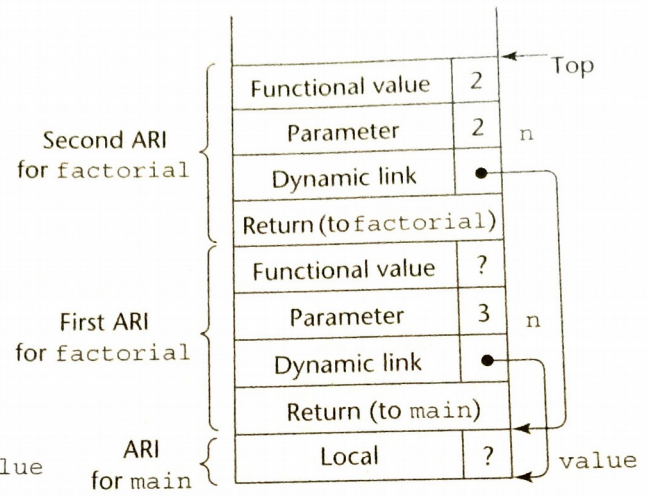 Top
Functional value 2
Second ARI
for factorial
Parameter 2 n
Dynamic link
Return (to factorial)
Functional value ?
First ARI
for factorial
Parameter 3 n
Dynamic link
Return (to main)
lue
ARI
for main
Local ? value